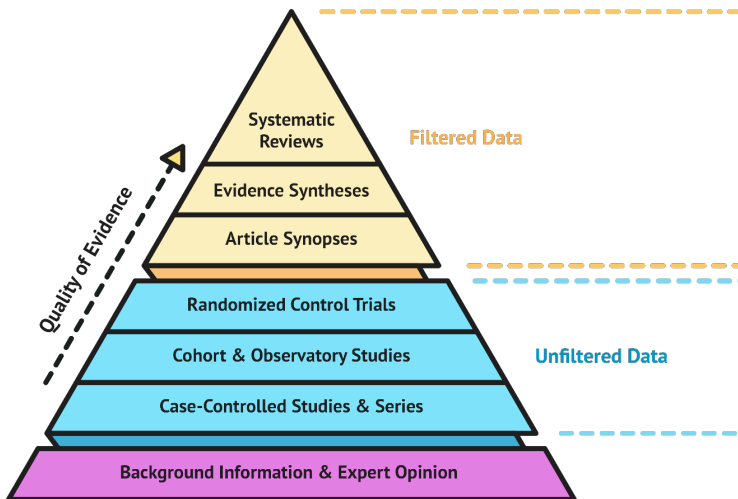 Systematic
Reviews
Filtered Data
Evidence Syntheses
Article Synopses
Quality of Evidence
Randomized Control Trials
Cohort & Observatory Studies
Unfiltered Data
Case-Controlled Studies & Series
Background Information & Expert Opinion